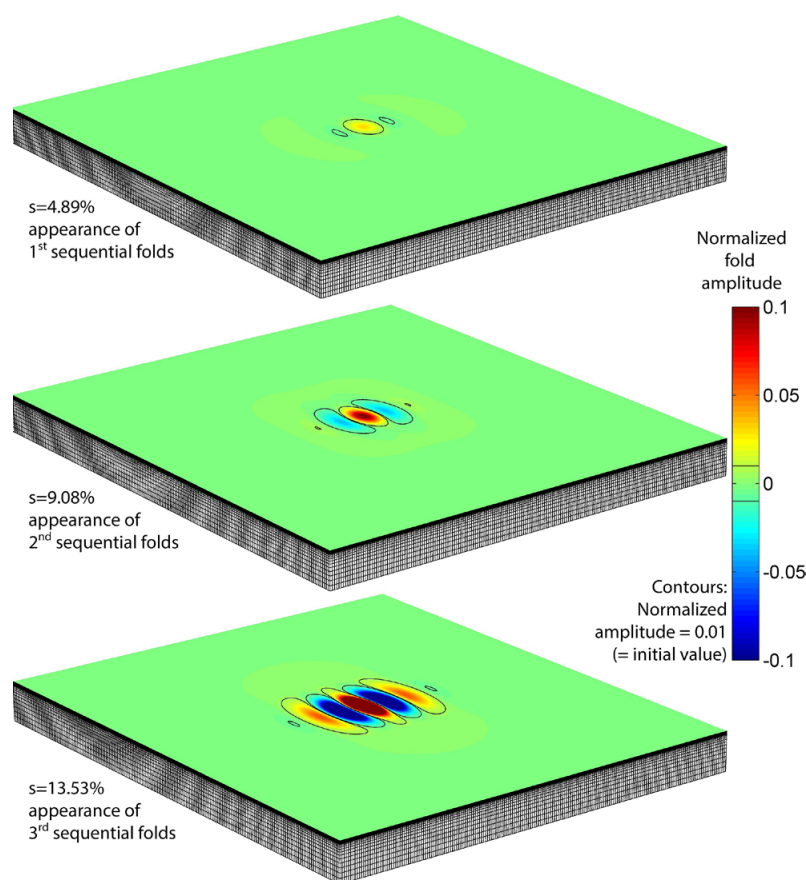 s=4.89%
appearance of
1st sequential folds
Normalized
fold
amplitude
0.1
0.05
0
-0.05
-0.1
s=9.08%
appearance of
2nd sequential folds
Contours:
Normalized
amplitude = 0.01
(= initial value)
s=13.53%
appearance of
3rd sequential folds